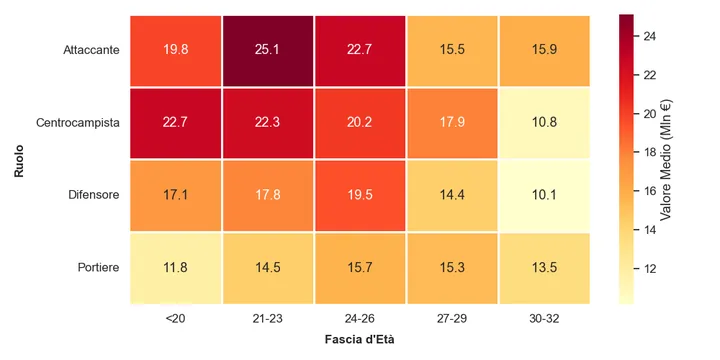 Attaccante 19.8 25.1 22.7 15.5 15.9
Centrocampista 22.7 22.3 20.2 17.9 10.8
Difensore 17.1 17.8 19.5 14.4 10.1
Portiere 11.8 14.5 15.7 15.3 13.5
<20 21-23 24-26 27-29 30-32
Fascia d'Età
Ruolo
24
22
20
18
16
14
12
Valore Medio (Mln €)